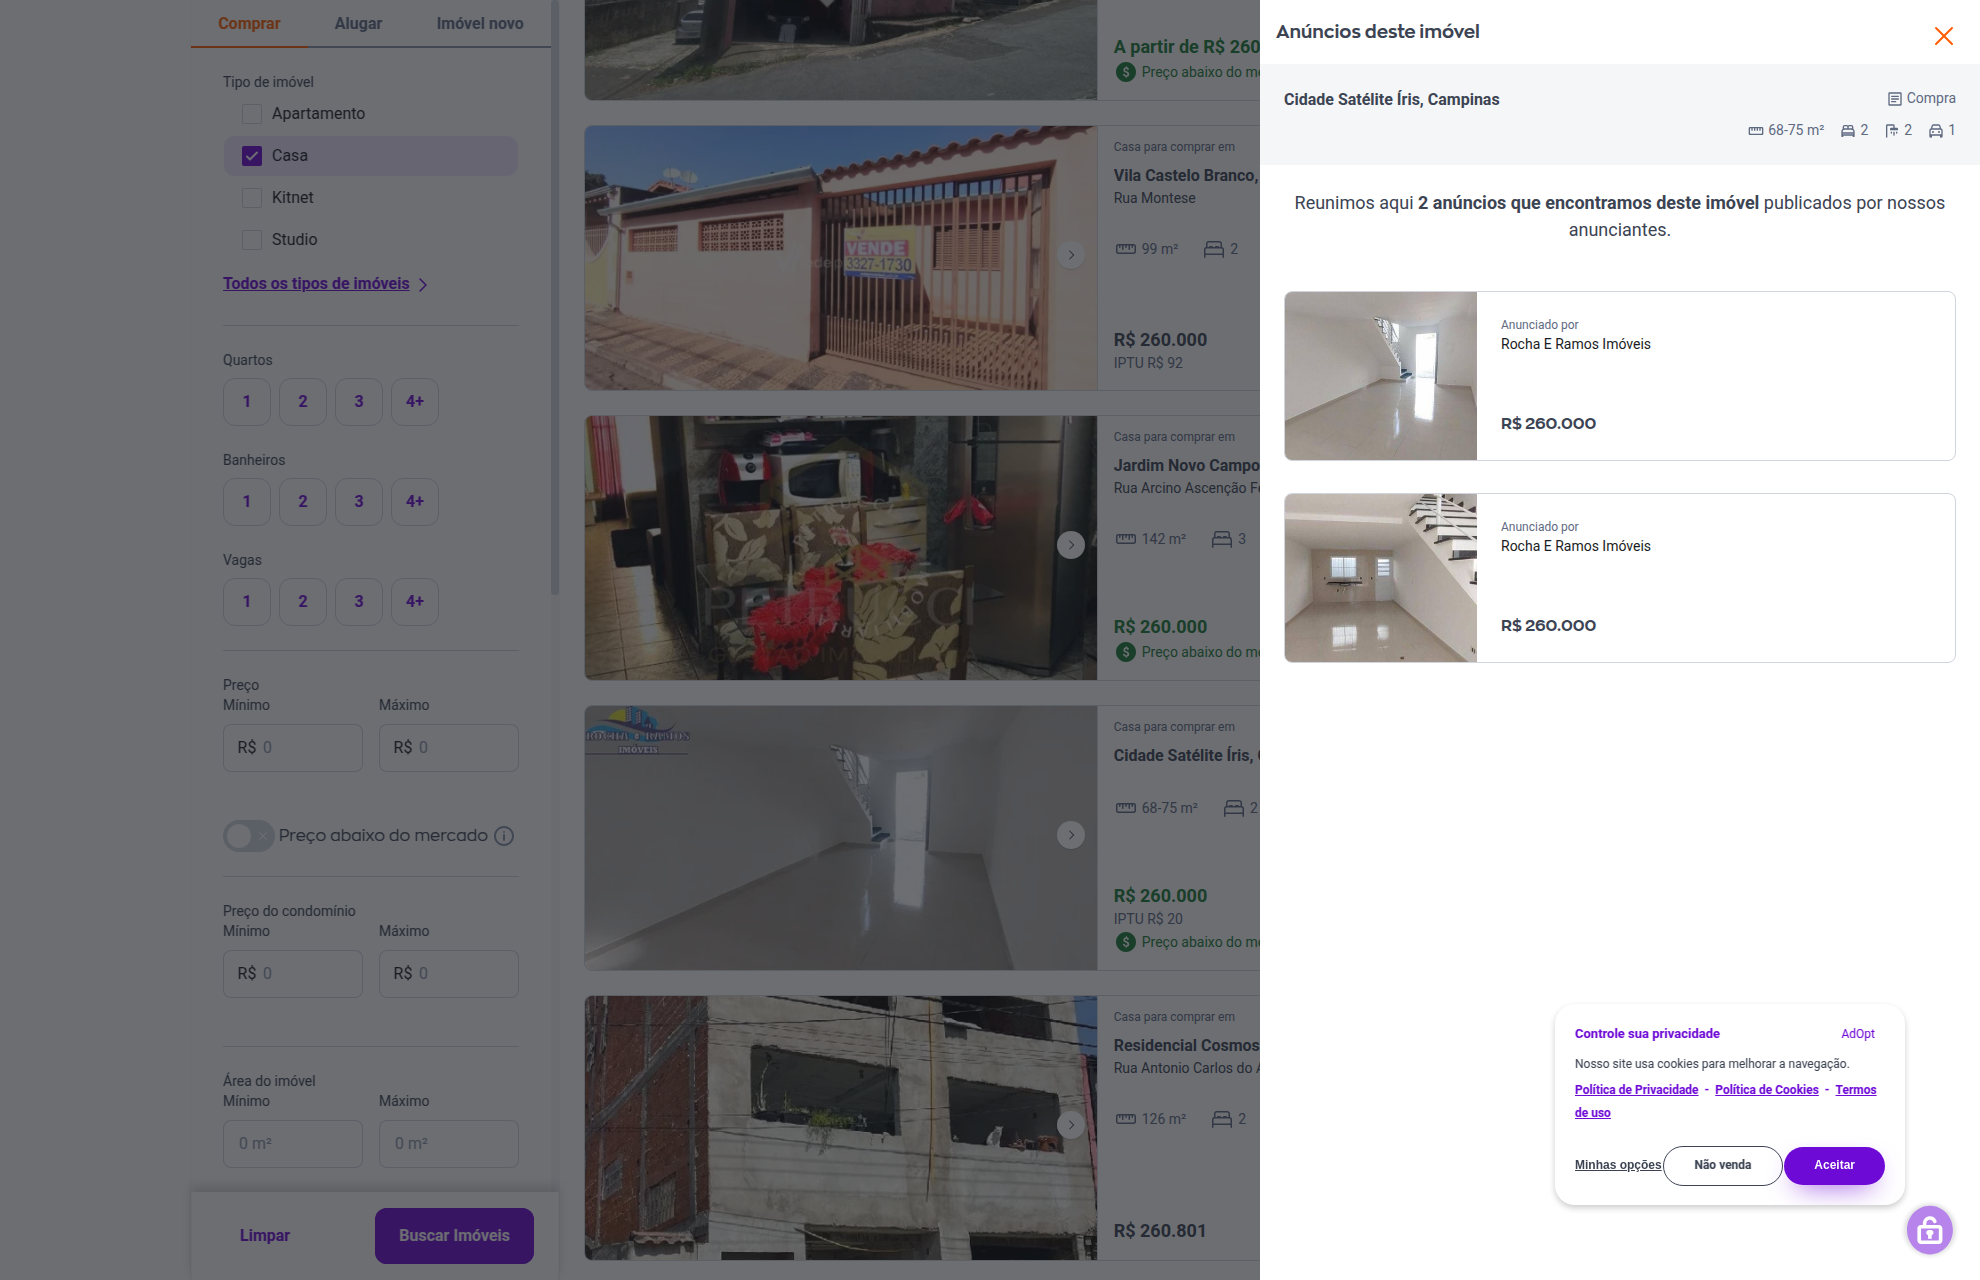 Comprar
Alugar
Imóvel novo
Tipo de imóvel
Apartamento
Casa
Kitnet
Studio
Todos os tipos de imóveis
Quartos
1
2
3
4+
Banheiros
1
2
3
4+
Vagas
1
2
3
4+
Preço
Mínimo
Máximo
R$ 0
R$ 0
Preço abaixo do mercado
Preço do condomínio
Mínimo
Máximo
R$ 0
R$ 0
Área do imóvel
Mínimo
Máximo
0 m²
0 m²
Limpar
Buscar Imóveis
A partir de R$ 260
Preço abaixo do
Casa para comprar em
Vila Castelo Branco,
Rua Montese
99 m²
2
VENDE
3327-1730
R$ 260.000
IPTU R$ 92
Casa para comprar em
Jardim Novo Campo
Rua Arcino Ascenção
142 m²
3
R$ 260.000
Preço abaixo do
ROCHA E RAMOS
IMÓVEIS
Casa para comprar em
Cidade Satélite Íris,
68-75 m²
2
R$ 260.000
IPTU R$ 20
Preço abaixo do
Casa para comprar em
Residencial Cosmos
Rua Antonio Carlos do
126 m²
2
R$ 260.801
Anúncios deste imóvel
Cidade Satélite Íris, Campinas
Compra
68-75 m²
2
2
1
Reunimos aqui 2 anúncios que encontramos deste imóvel publicados por nossos
anunciantes.
Anunciado por
Rocha E Ramos Imóveis
R$ 260.000
Anunciado por
Rocha E Ramos Imóveis
R$ 260.000
Controle sua privacidade
AdOpt
Nosso site usa cookies para melhorar a navegação.
Política de Privacidade - Política de Cookies - Termos
de uso
Minhas opções
Não venda
Aceitar